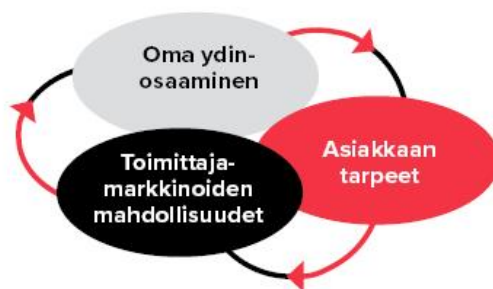 Oma ydin-
osaaminen
Asiakkaan
tarpeet
Toimittaja-
markkinoiden
mahdollisuudet